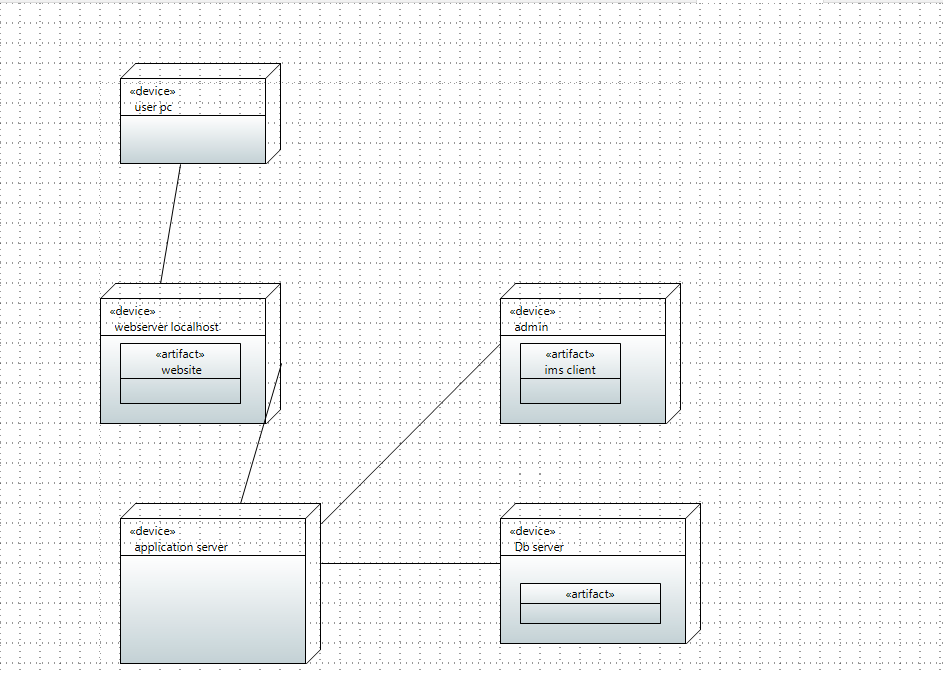 «device»
user pc
«device»
webserver localhost
«artifact»
website
«device»
admin
«artifact»
ims client
«device»
application server
«device»
Db server
«artifact»